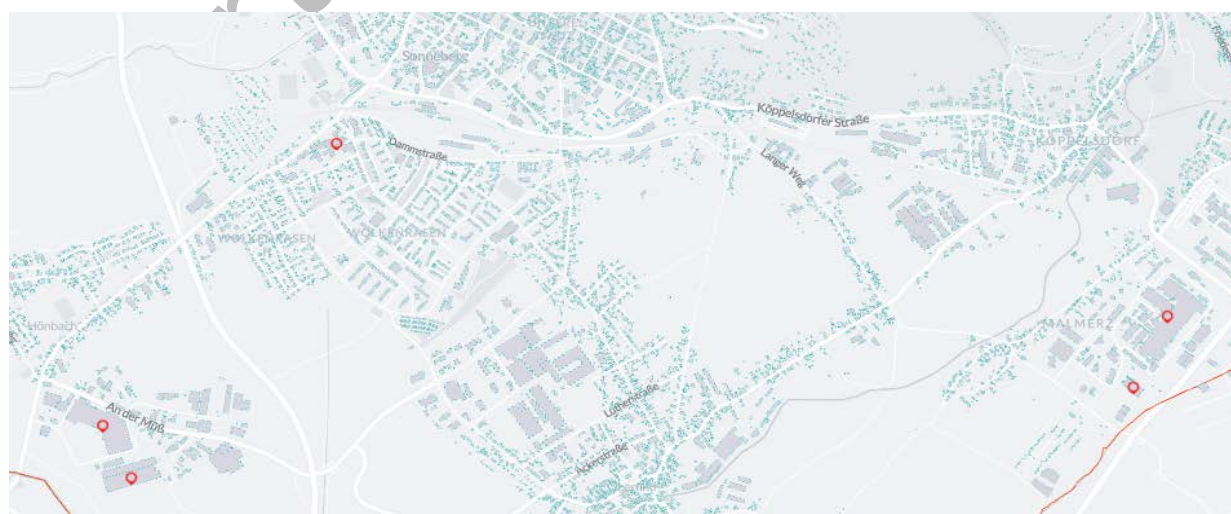 Sonneberg
Köppelsdorfer Straße
Dammstraße
Langer Weg
KÖPPELSDORF
WOLKENRASEN
WOLKENRASEN
Hönbach
MALMERZ
An der Müß
Lutherstraße
Ackerstraße